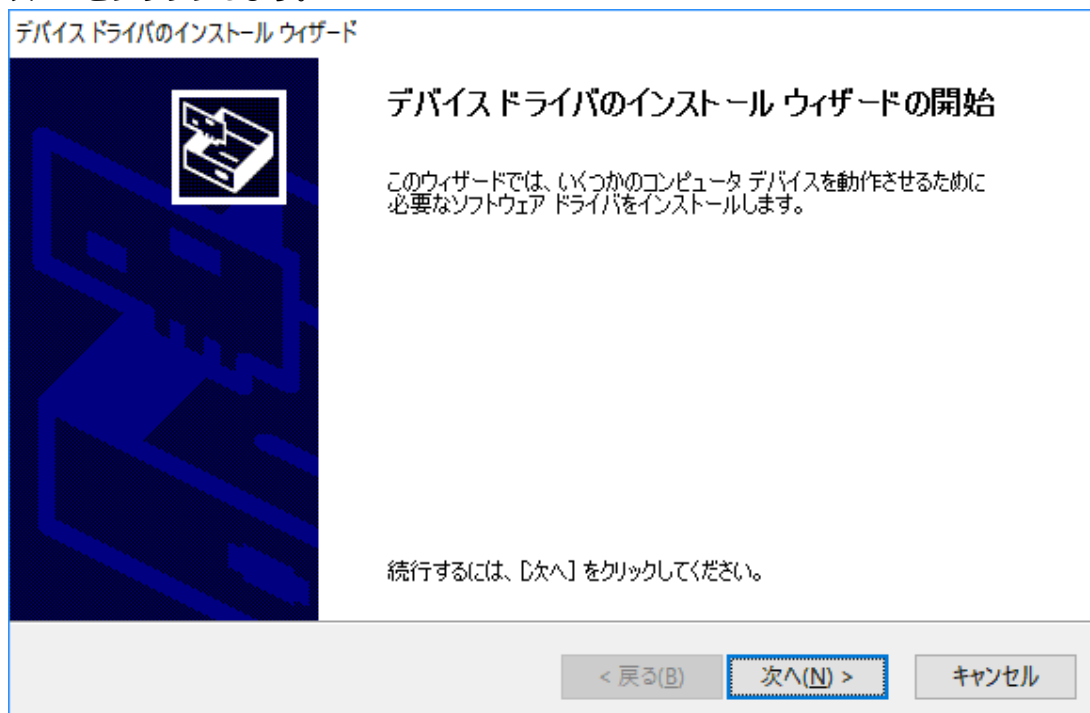 デバイス ドライバのインストール ウィザード
デバイス ドライバのインストール ウィザードの開始
このウィザードでは、いくつかのコンピュータ デバイスを動作させるために
必要なソフトウェア ドライバをインストールします。
続行するには、[次へ] をクリックしてください。
< 戻る(B)
次へ(N) >
キャンセル